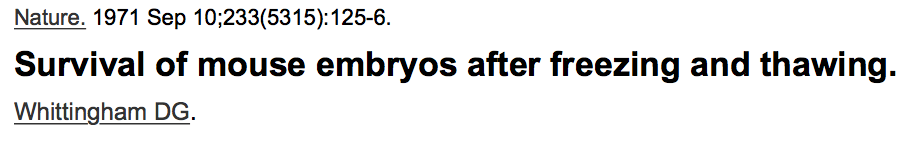 Nature. 1971 Sep 10;233(5315):125-6.
Survival of mouse embryos after freezing and thawing.
Whittingham DG.